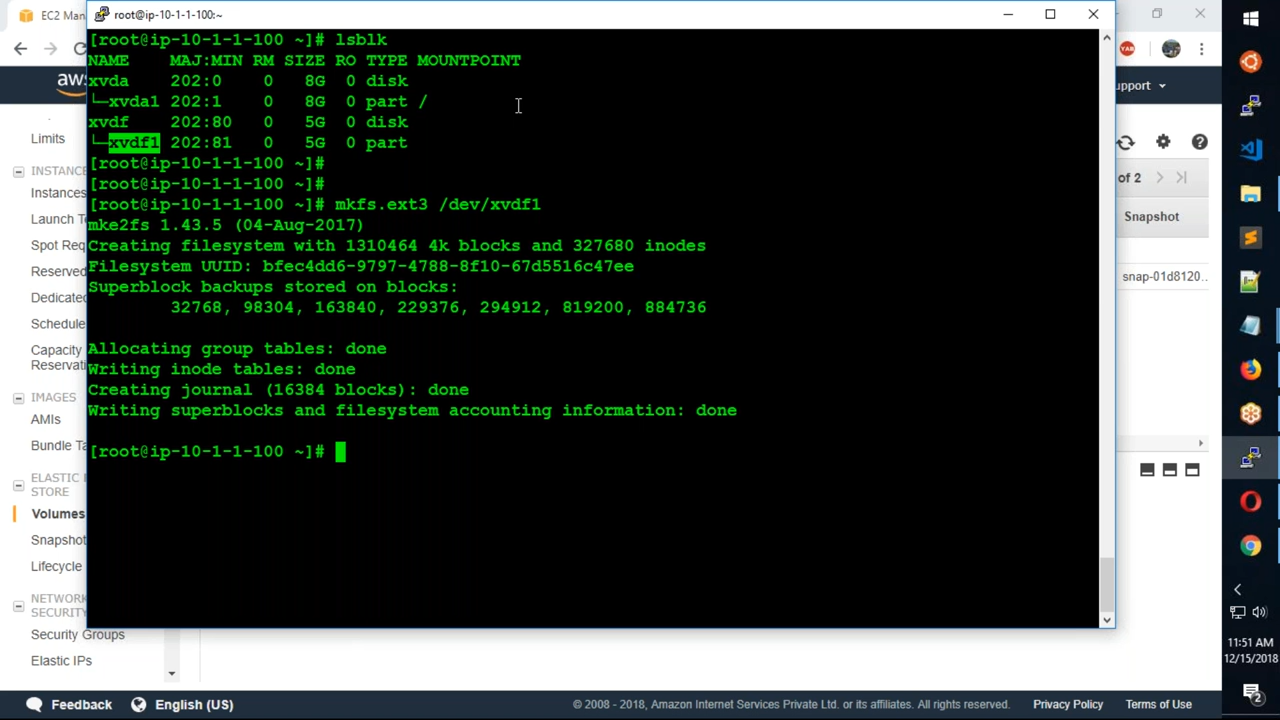 EC2 Man
root@ip-10-1-1-100:~
[root@ip-10-1-1-100 ~]# lsblk
NAME MAJ:MIN RM SIZE RO TYPE MOUNTPOINT
xvda 202:0 0 8G 0 disk
└─xvda1 202:1 0 8G 0 part /
xvdf 202:80 0 5G 0 disk
└─xvdf1 202:81 0 5G 0 part
[root@ip-10-1-1-100 ~]#
[root@ip-10-1-1-100 ~]#
[root@ip-10-1-1-100 ~]# mkfs.ext3 /dev/xvdf1
mke2fs 1.43.5 (04-Aug-2017)
Creating filesystem with 1310464 4k blocks and 327680 inodes
Filesystem UUID: bfec4dd6-9797-4788-8f10-67d5516c47ee
Superblock backups stored on blocks:
32768, 98304, 163840, 229376, 294912, 819200, 884736
Allocating group tables: done
Writing inode tables: done
Creating journal (16384 blocks): done
Writing superblocks and filesystem accounting information: done
[root@ip-10-1-1-100 ~]#
aws
Limits
INSTANC
Instances
Launch T
Spot Req
Reserved
Dedicated
Schedule
Capacity
Reservati
IMAGES
AMIs
Bundle Ta
ELASTIC
STORE
Volumes
Snapshot
Lifecycle
NETWOR
SECURITY
Security Groups
Elastic IPs
YAB
upport
of 2
Snapshot
snap-01d8120..
Feedback
English (US)
© 2008 - 2018, Amazon Internet Services Private Ltd. or its affiliates. All rights reserved.
Privacy Policy
Terms of Use
11:51 AM
12/15/2018
2